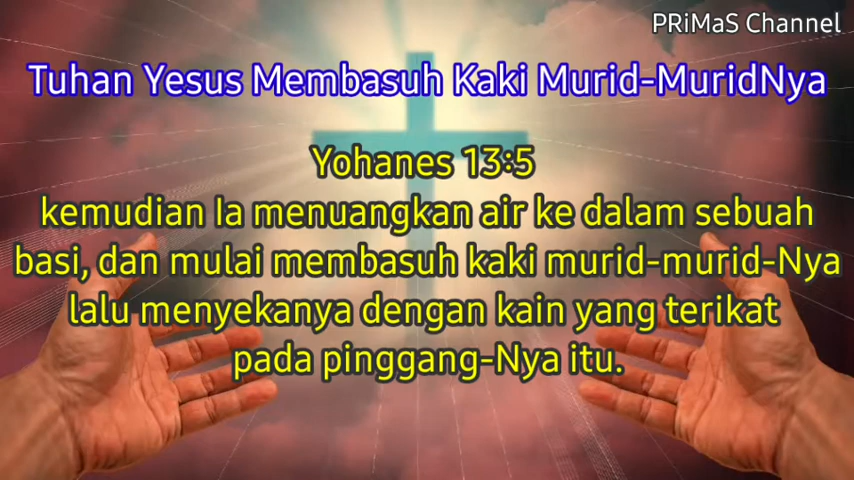 PRiMaS Channel
Tuhan Yesus Membasuh Kaki Murid-MuridNya
Yohanes 13:5
kemudian Ia menuangkan air ke dalam sebuah
basi, dan mulai membasuh kaki murid-murid-Nya
lalu menyekanya dengan kain yang terikat
pada pinggang-Nya itu.